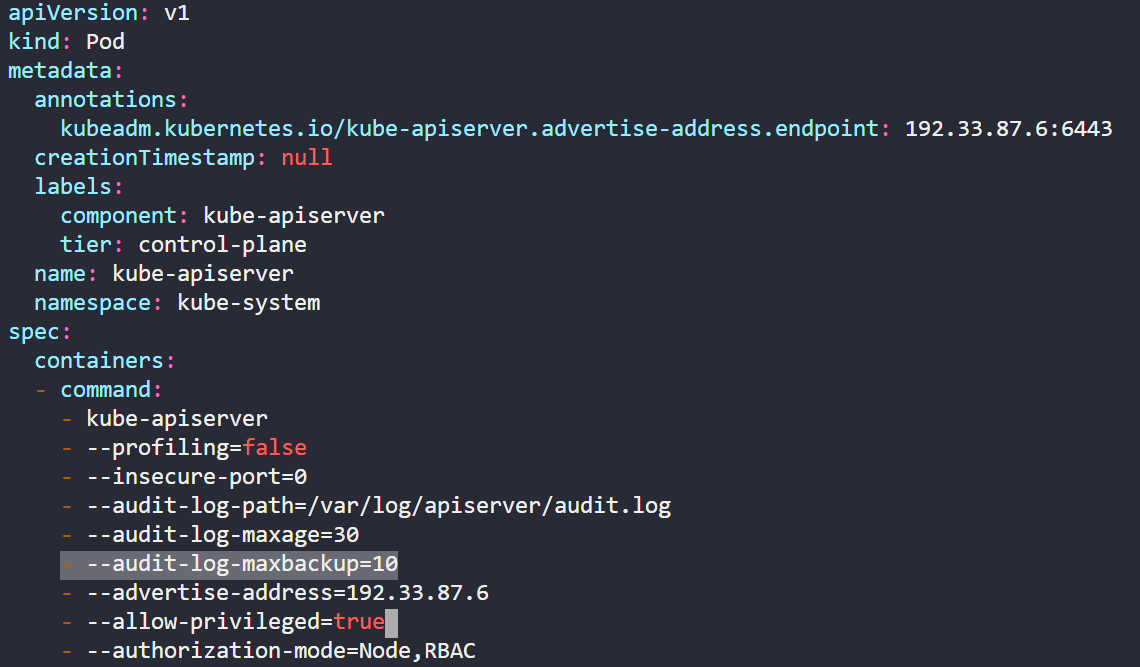 apiVersion: v1
kind: Pod
metadata:
  annotations:
    kubeadm.kubernetes.io/kube-apiserver.advertise-address.endpoint: 192.33.87.6:6443
  creationTimestamp: null
  labels:
    component: kube-apiserver
    tier: control-plane
  name: kube-apiserver
  namespace: kube-system
spec:
  containers:
  - command:
    - kube-apiserver
    - --profiling=false
    - --insecure-port=0
    - --audit-log-path=/var/log/apiserver/audit.log
    - --audit-log-maxage=30
    - --audit-log-maxbackup=10
    - --advertise-address=192.33.87.6
    - --allow-privileged=true
    - --authorization-mode=Node,RBAC